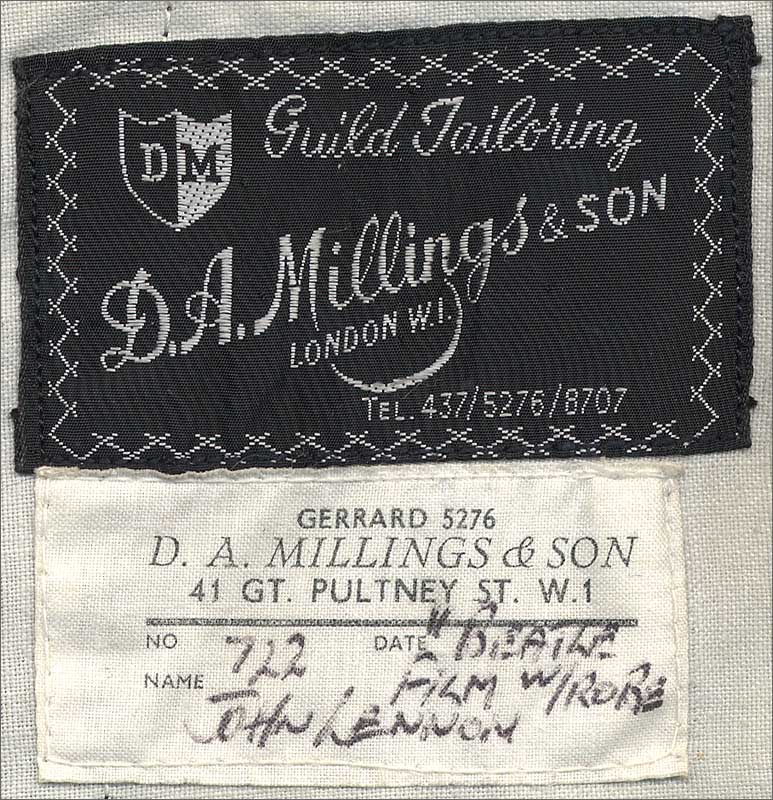 DM
Guild Tailoring
D.A. Millings & SON
LONDON W.1.
TEL. 437/5276/8707
GERRARD 5276
D. A. MILLINGS & SON
41 GT. PULTNEY ST. W.1
NO 722 DATE "BEATLE
NAME FILM
JOHN LENNON